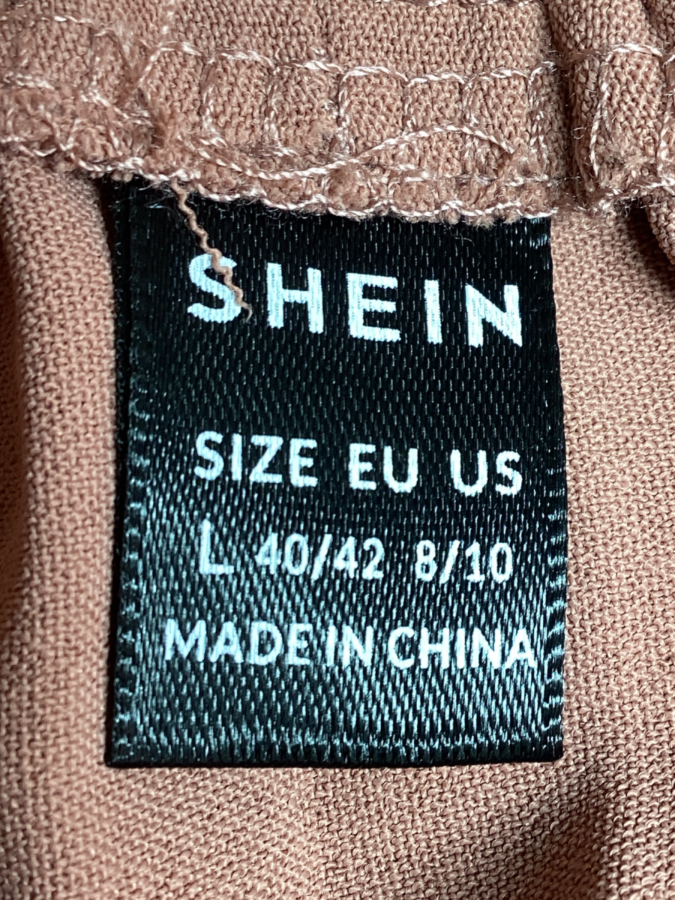 SHEIN
SIZE EU US
L 40/42 8/10
MADE IN CHINA